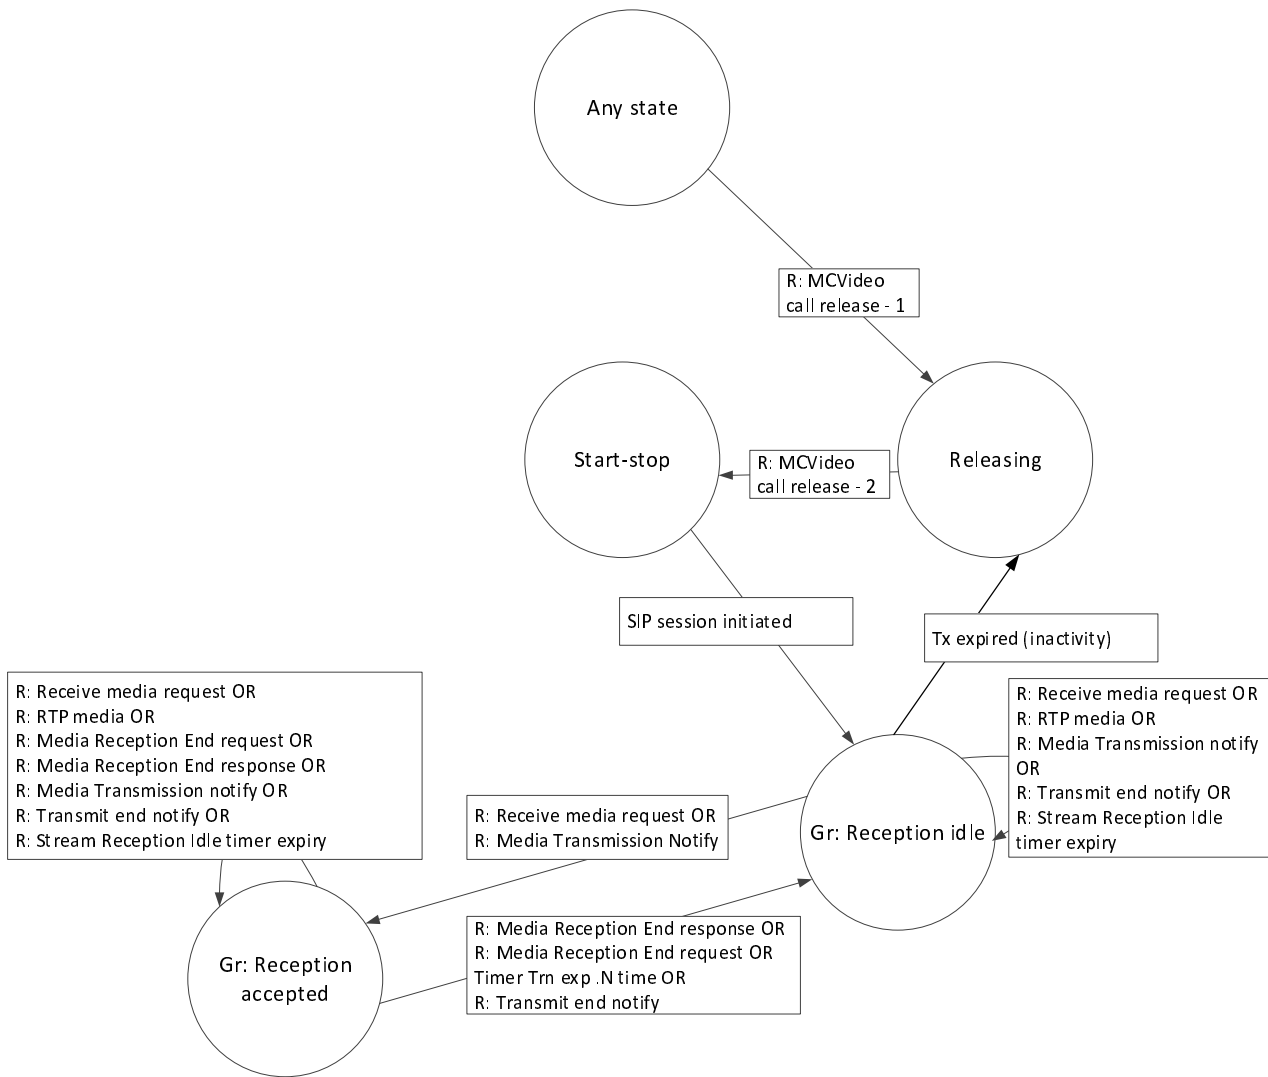 Any state
R: MCVideo
call release - 1
Start-stop
R: MCVideo
call release - 2
Releasing
SIP session initiated
Tx expired (inactivity)
R: Receive media request OR
R: RTP media OR
R: Media Reception End request OR
R: Media Reception End response OR
R: Media Transmission notify OR
R: Transmit end notify OR
R: Stream Reception Idle timer expiry
R: Receive media request OR
R: RTP media OR
R: Media Transmission notify
OR
R: Transmit end notify OR
R: Stream Reception Idle
timer expiry
R: Receive media request OR
R: Media Transmission Notify
Gr: Reception idle
R: Media Reception End response OR
R: Media Reception End request OR
Timer Trn exp .N time OR
R: Transmit end notify
Gr: Reception
accepted